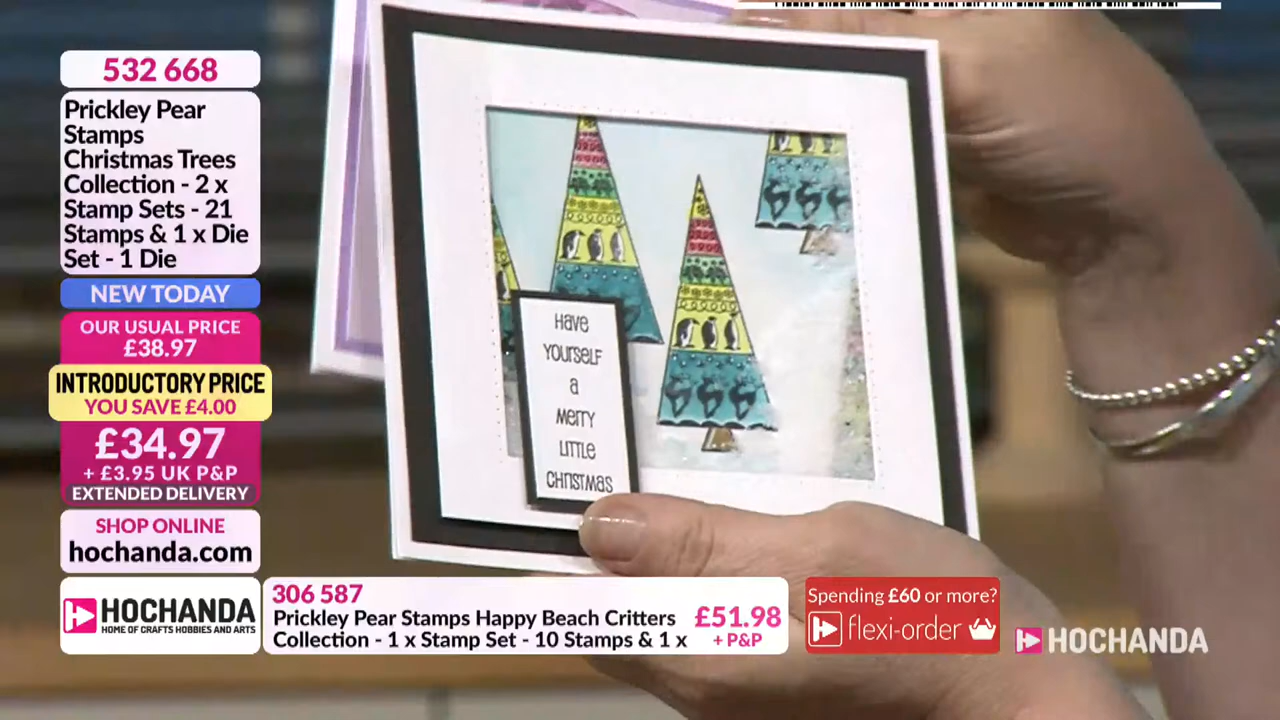 532 668
Prickley Pear
Stamps
Christmas Trees
Collection - 2 x
Stamp Sets - 21
Stamps & 1 x Die
Set - 1 Die
NEW TODAY
OUR USUAL PRICE
£38.97
INTRODUCTORY PRICE
YOU SAVE £4.00
£34.97
+ £3.95 UK P&P
EXTENDED DELIVERY
SHOP ONLINE
hochanda.com
HOCHANDA
HOME OF CRAFTS HOBBIES AND ARTS
HAVE
YOURSELF
a
MERRY
LITTLE
CHRISTMAS
306 587
Prickley Pear Stamps Happy Beach Critters
Collection - 1 x Stamp Set - 10 Stamps & 1 x
£51.98
+ P&P
Spending £60 or more?
flexi-order
HOCHANDA